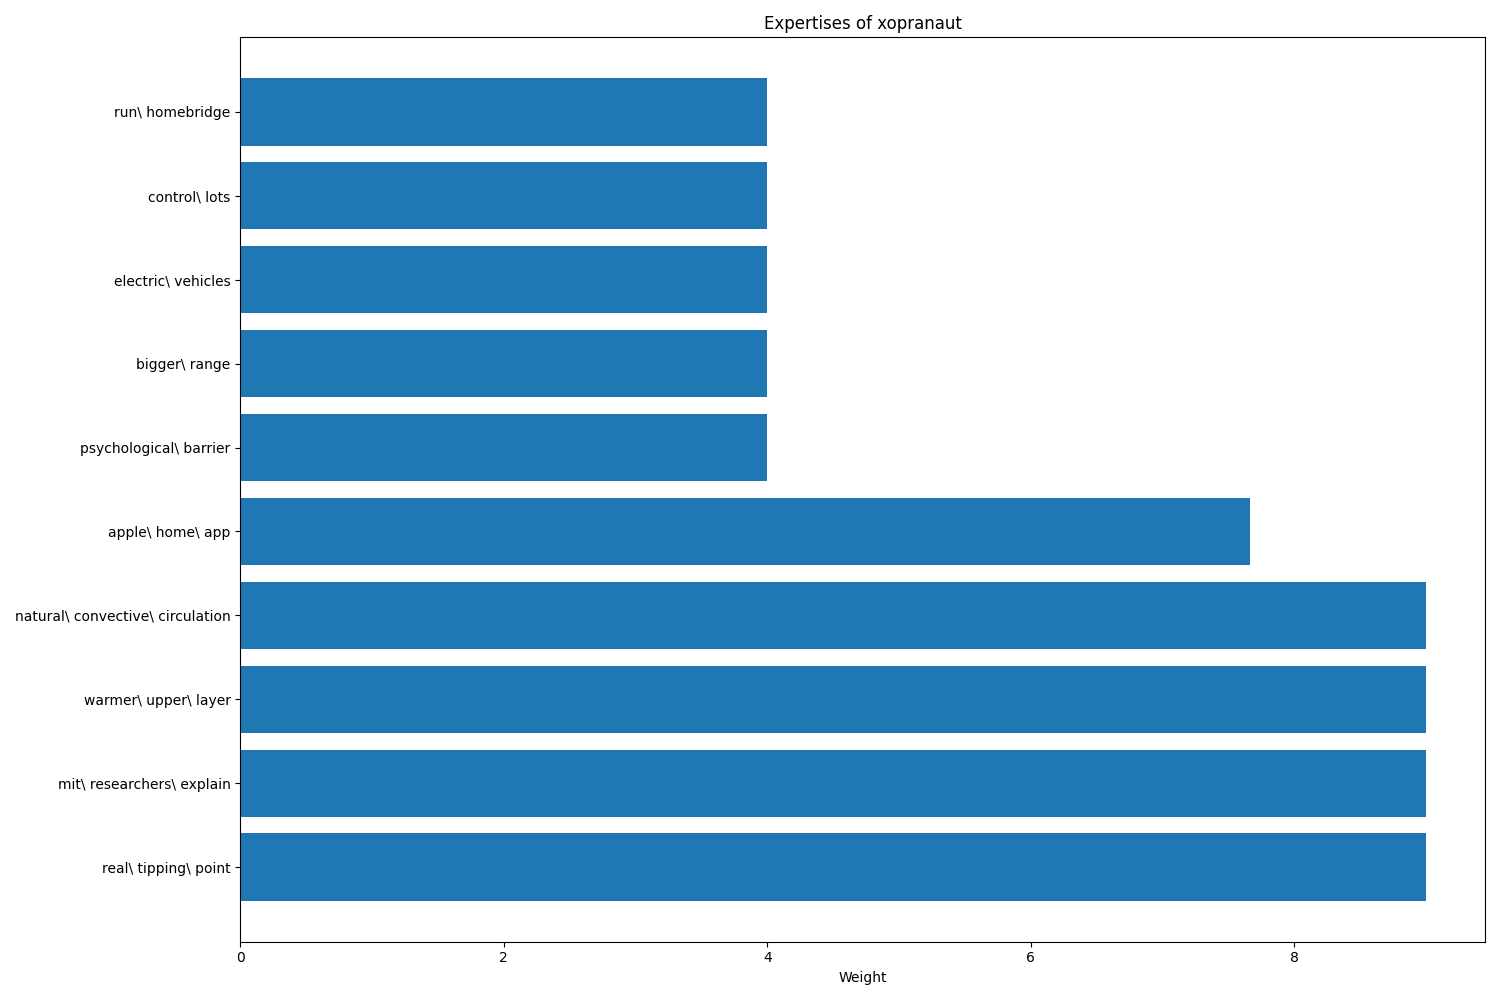 Expertises of xopranaut
run\ homebridge
control\ lots
electric\ vehicles
bigger\ range
psychological\ barrier
apple\ home\ app
natural\ convective\ circulation
warmer\ upper\ layer
mit\ researchers\ explain
real\ tipping\ point
0 2 4 6 8
Weight